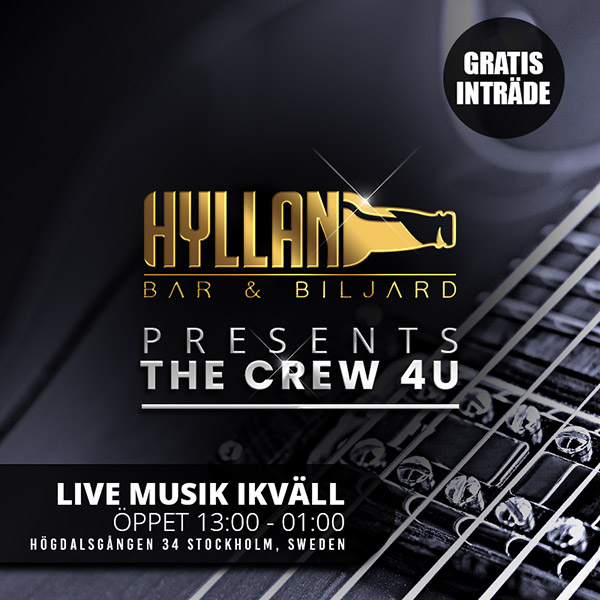 GRATIS
INTRÄDE
HYLLAN
BAR & BILJARD
PRESENTS
THE CREW 4U
LIVE MUSIK IKVÄLL
ÖPPET 13:00 - 01:00
HÖGDALSGÅNGEN 34 STOCKHOLM, SWEDEN